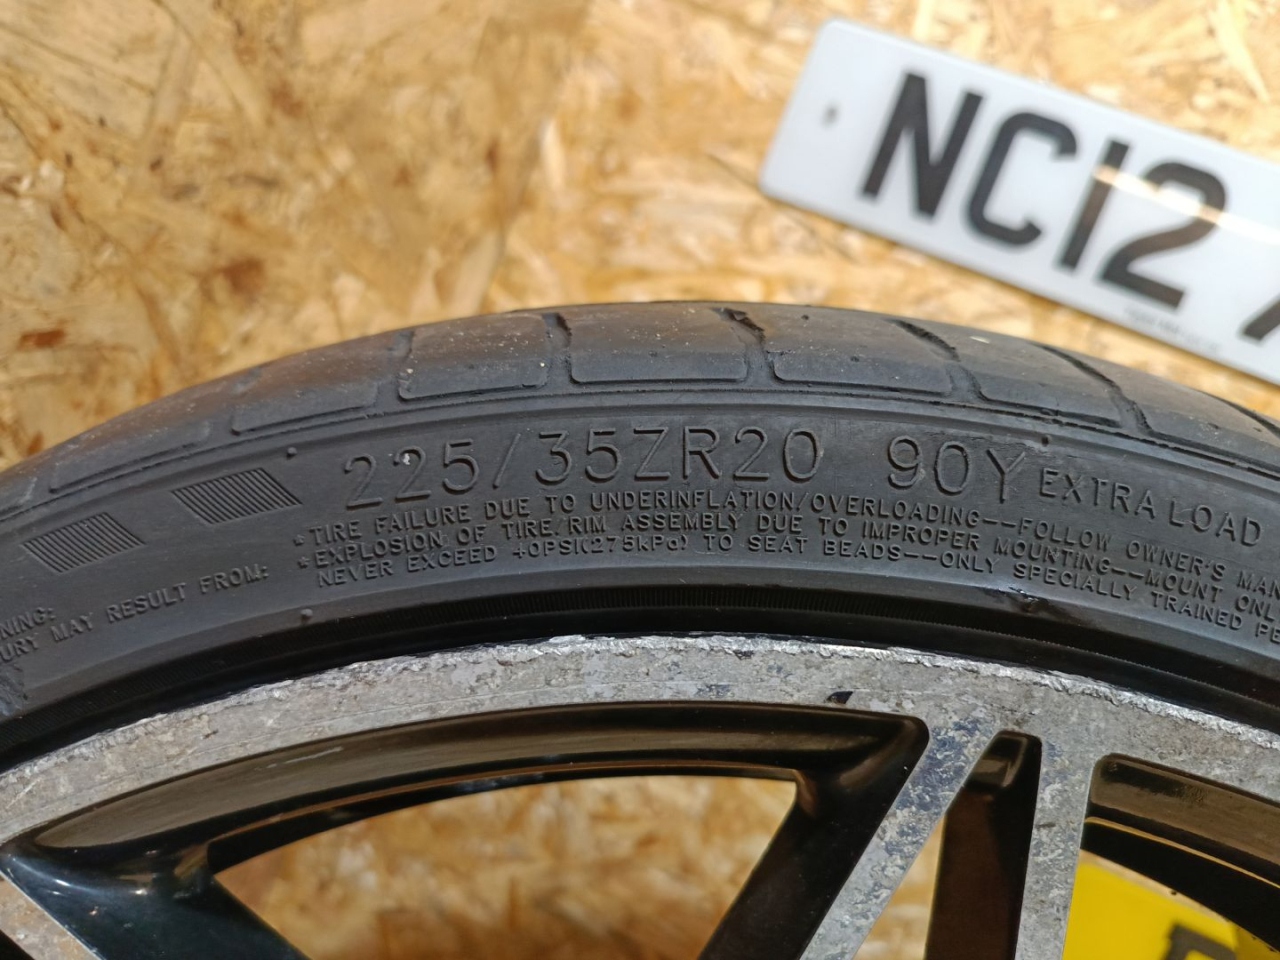 NC12
225/35ZR20 90Y EXTRA LOAD
*TIRE FAILURE DUE TO UNDERINFLATION/OVERLOADING--FOLLOW OWNER'S
*EXPLOSION OF TIRE/RIM ASSEMBLY DUE TO IMPROPER MOUNTING--MOUNT ONLY
NEVER EXCEED 40PSI(275kPa) TO SEAT BEADS--ONLY SPECIALLY TRAINED
MAY RESULT FROM: